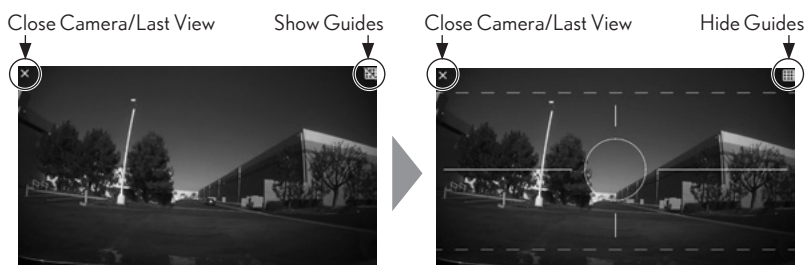 Close Camera/Last View
Show Guides
Close Camera/Last View
Hide Guides